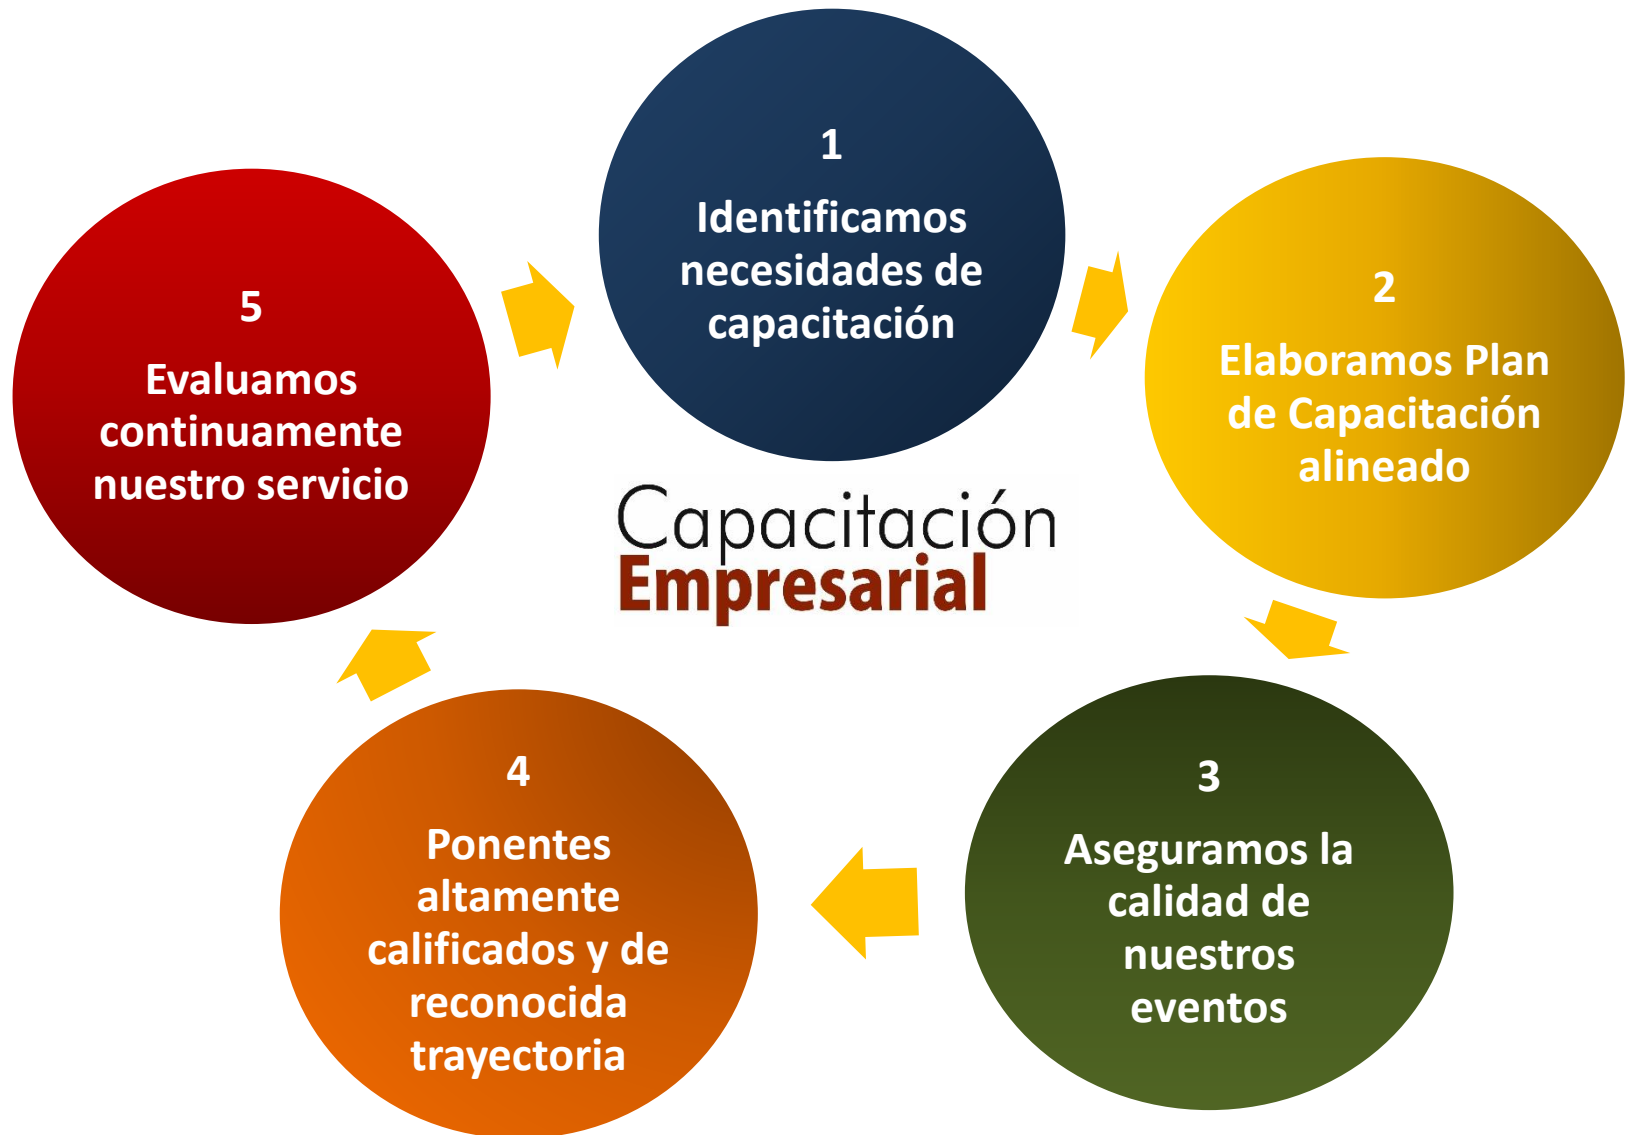 1
Identificamos
necesidades de
capacitación
2
Elaboramos Plan
de Capacitación
alineado
3
Aseguramos la
calidad de
nuestros
eventos
4
Ponentes
altamente
calificados y de
reconocida
trayectoria
5
Evaluamos
continuamente
nuestro servicio
Capacitación
Empresarial